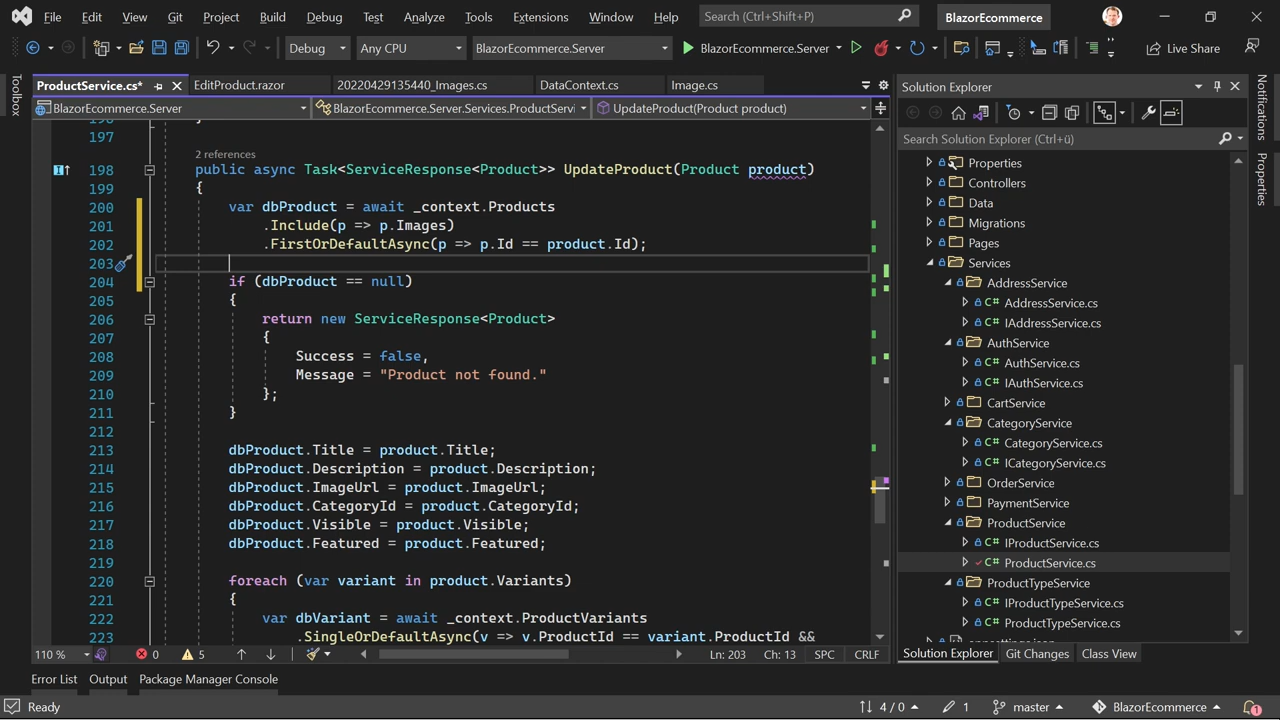 File Edit View Git Project Build Debug Test Analyze Tools Extensions Window Help Search (Ctrl+Shift+P) BlazorEcommerce
Debug Any CPU BlazorEcommerce.Server BlazorEcommerce.Server Live Share
Toolbox
ProductService.cs* EditProduct.razor 20220429135440_Images.cs DataContext.cs Image.cs
BlazorEcommerce.Server BlazorEcommerce.Server.Services.ProductServi UpdateProduct(Product product)
197
2 references
198 public async Task<ServiceResponse<Product>> UpdateProduct(Product product)
199 {
200 var dbProduct = await _context.Products
201 .Include(p => p.Images)
202 .FirstOrDefaultAsync(p => p.Id == product.Id);
203
204 if (dbProduct == null)
205 {
206 return new ServiceResponse<Product>
207 {
208 Success = false,
209 Message = "Product not found."
210 };
211 }
212
213 dbProduct.Title = product.Title;
214 dbProduct.Description = product.Description;
215 dbProduct.ImageUrl = product.ImageUrl;
216 dbProduct.CategoryId = product.CategoryId;
217 dbProduct.Visible = product.Visible;
218 dbProduct.Featured = product.Featured;
219
220 foreach (var variant in product.Variants)
221 {
222 var dbVariant = await _context.ProductVariants
223 .SingleOrDefaultAsync(v => v.ProductId == variant.ProductId &&
110 % 0 5 Ln: 203 Ch: 13 SPC CRLF
Solution Explorer
Search Solution Explorer (Ctrl+ü)
Properties
Controllers
Data
Migrations
Pages
Services
AddressService
C# AddressService.cs
C# IAddressService.cs
AuthService
C# AuthService.cs
C# IAuthService.cs
CartService
CategoryService
C# CategoryService.cs
C# ICategoryService.cs
OrderService
PaymentService
ProductService
C# IProductService.cs
C# ProductService.cs
ProductTypeService
C# IProductTypeService.cs
C# ProductTypeService.cs
Solution Explorer Git Changes Class View
Notifications
Properties
Error List Output Package Manager Console
Ready 4 / 0 1 master BlazorEcommerce 1